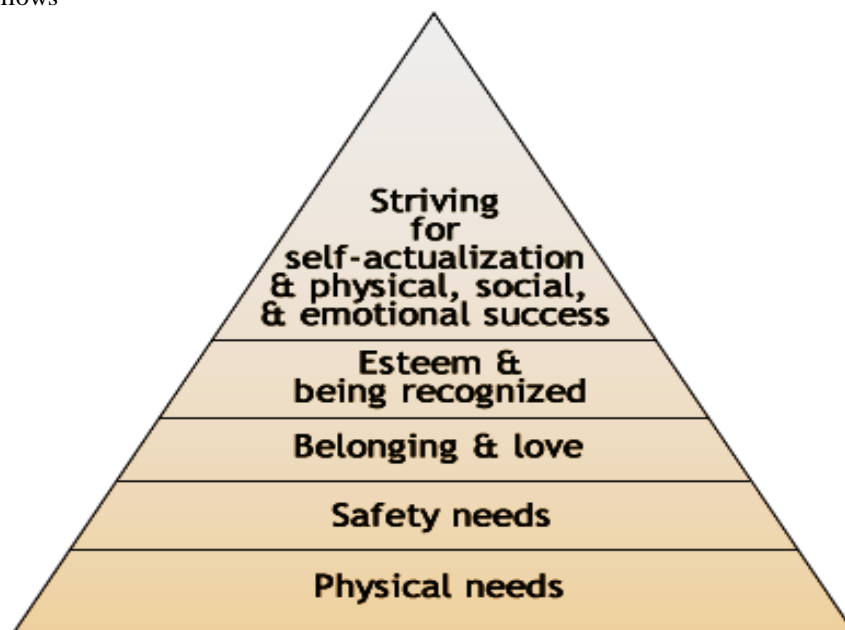 Striving
for
self-actualization
& physical, social,
& emotional success
Esteem &
being recognized
Belonging & love
Safety needs
Physical needs